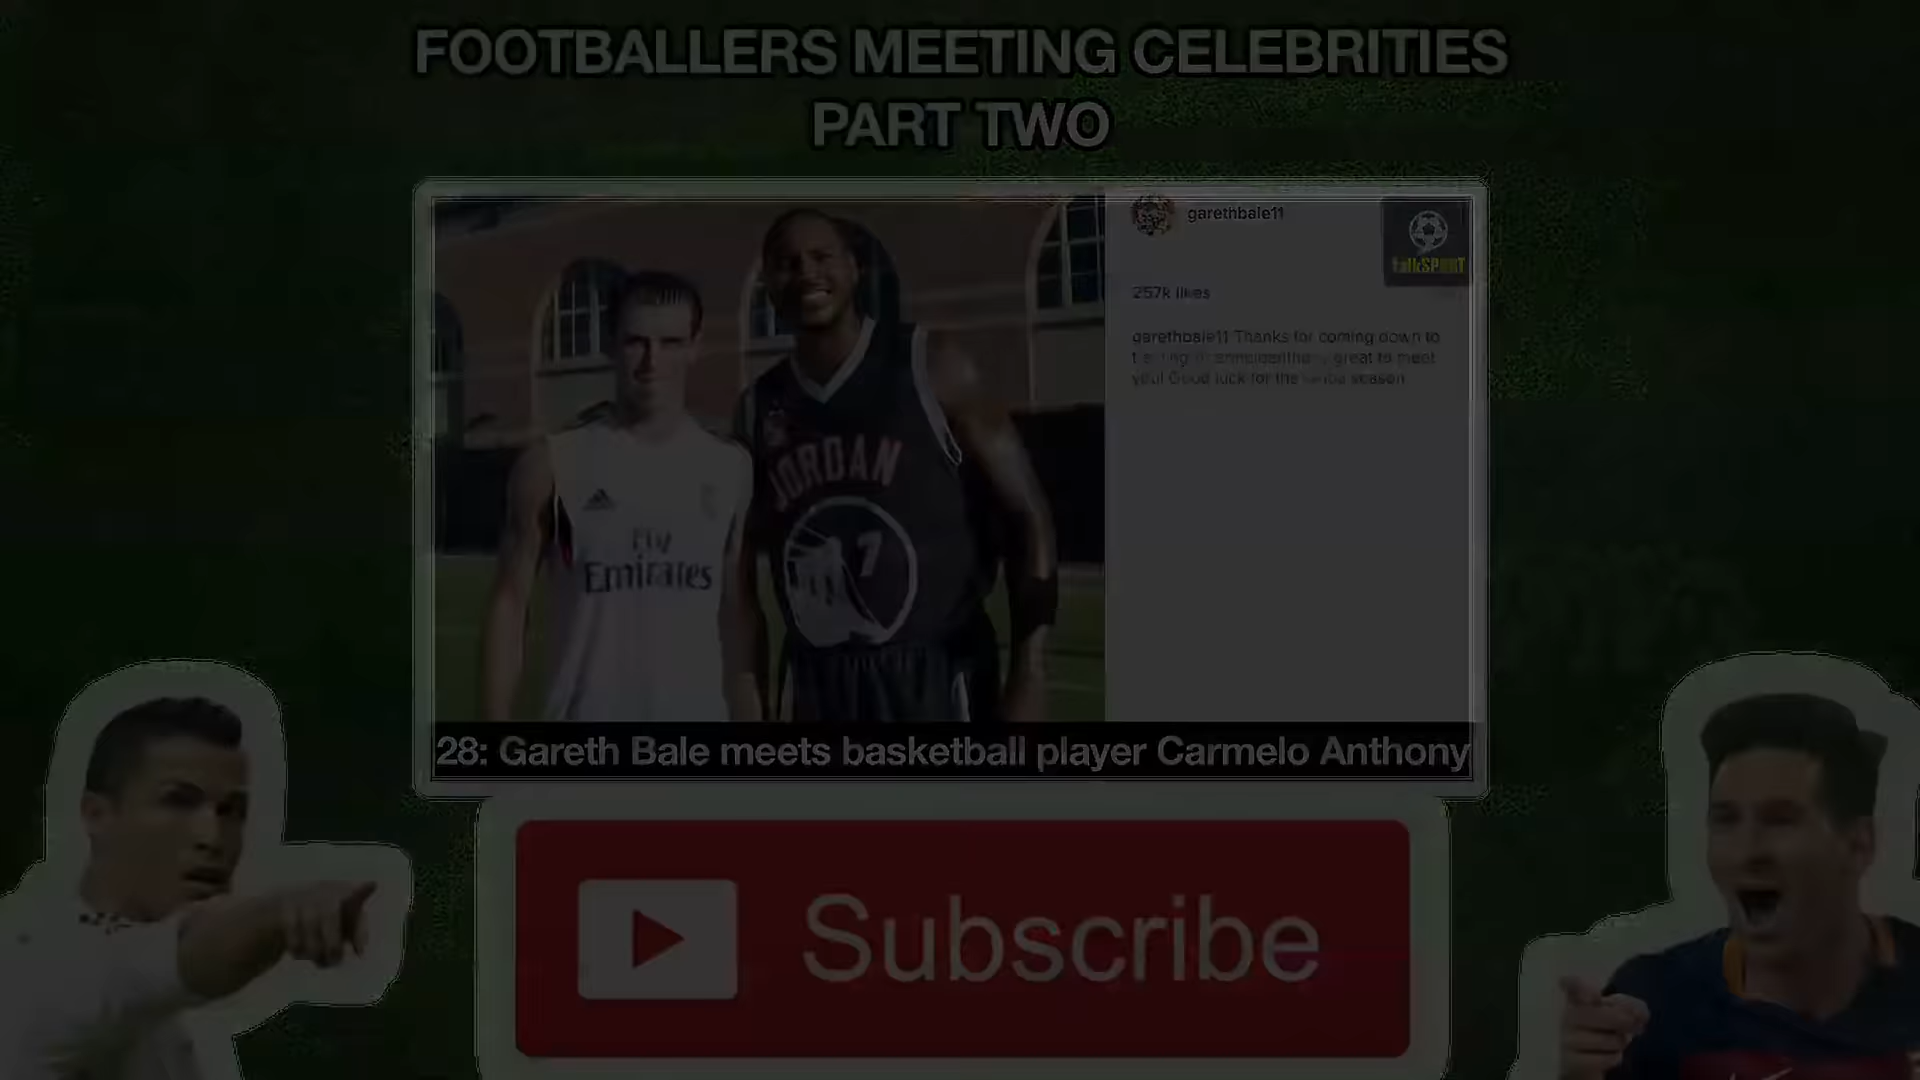 FOOTBALLERS MEETING CELEBRITIES
PART TWO
garethbale11
talkSPORT
257k likes
garethbale11 Thanks for coming down to
great to meet
you! Good luck for the season
JORDAN
7
Fly
Emirates
28: Gareth Bale meets basketball player Carmelo Anthony
Subscribe